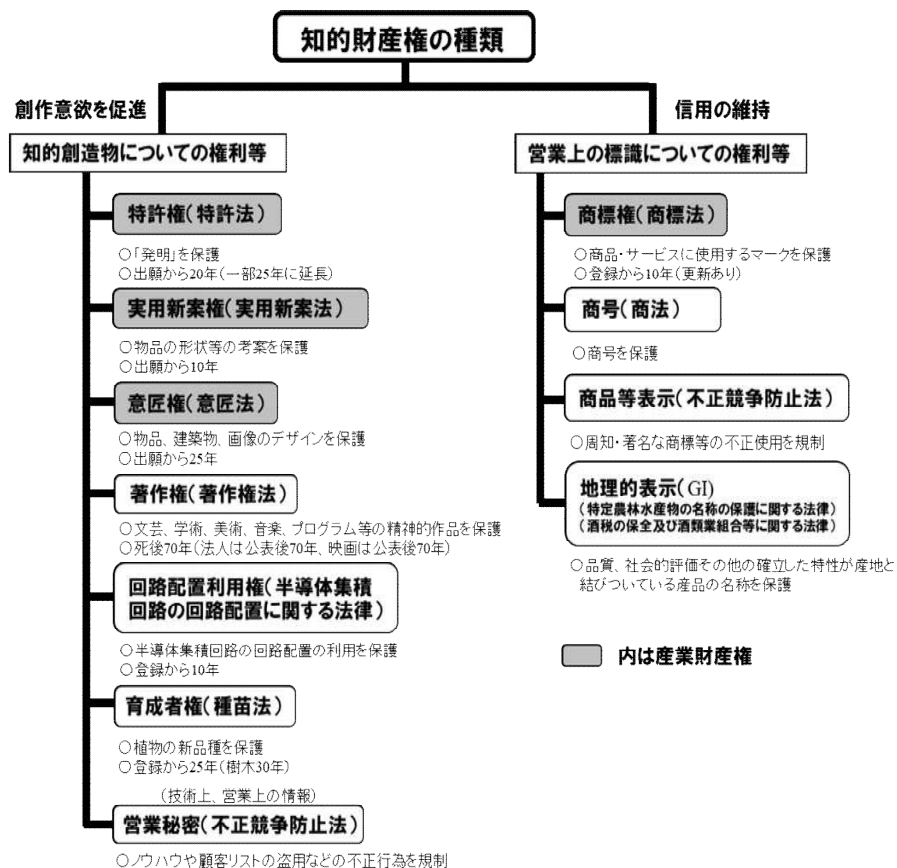 知的財産権の種類
創作意欲を促進
知的創造物についての権利等
特許権(特許法)
○「発明」を保護
○出願から20年(一部25年に延長)
実用新案権(実用新案法)
○物品の形状等の考案を保護
○出願から10年
意匠権(意匠法)
○物品、建築物、画像のデザインを保護
○出願から25年
著作権(著作権法)
○文芸、学術、美術、音楽、プログラム等の精神的作品を保護
○死後70年(法人は公表後70年、映画は公表後70年)
回路配置利用権(半導体集積
回路の回路配置に関する法律)
○半導体集積回路の回路配置の利用を保護
○登録から10年
育成者権(種苗法)
○植物の新品種を保護
○登録から25年(樹木30年)
(技術上、営業上の情報)
営業秘密(不正競争防止法)
○ノウハウや顧客リストの盗用などの不正行為を規制
信用の維持
営業上の標識についての権利等
商標権(商標法)
○商品・サービスに使用するマークを保護
○登録から10年(更新あり)
商号(商法)
○商号を保護
商品等表示(不正競争防止法)
○周知・著名な商標等の不正使用を規制
地理的表示(GI)
(特定農林水産物の名称の保護に関する法律)
(酒税の保全及び酒類業組合等に関する法律)
○品質、社会的評価その他の確立した特性が産地と
結びついている産品の名称を保護
内は産業財産権